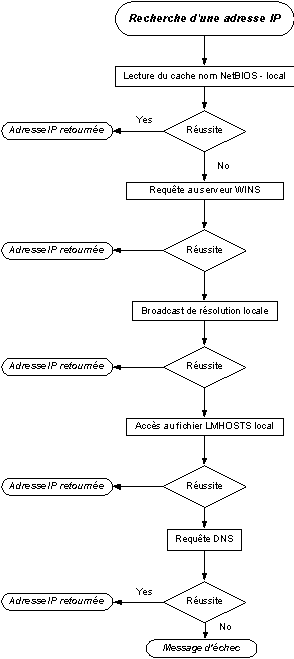 Recherche d'une adresse IP
Lecture du cache nom NetBIOS - local
Yes
Adresse IP retournée
Réussite
No
Requête au serveur WINS
Adresse IP retournée
Réussite
Broadcast de résolution locale
Adresse IP retournée
Réussite
Accès au fichier LMHOSTS local
Adresse IP retournée
Réussite
Requête DNS
Yes
Adresse IP retournée
Réussite
No
Message d'échec